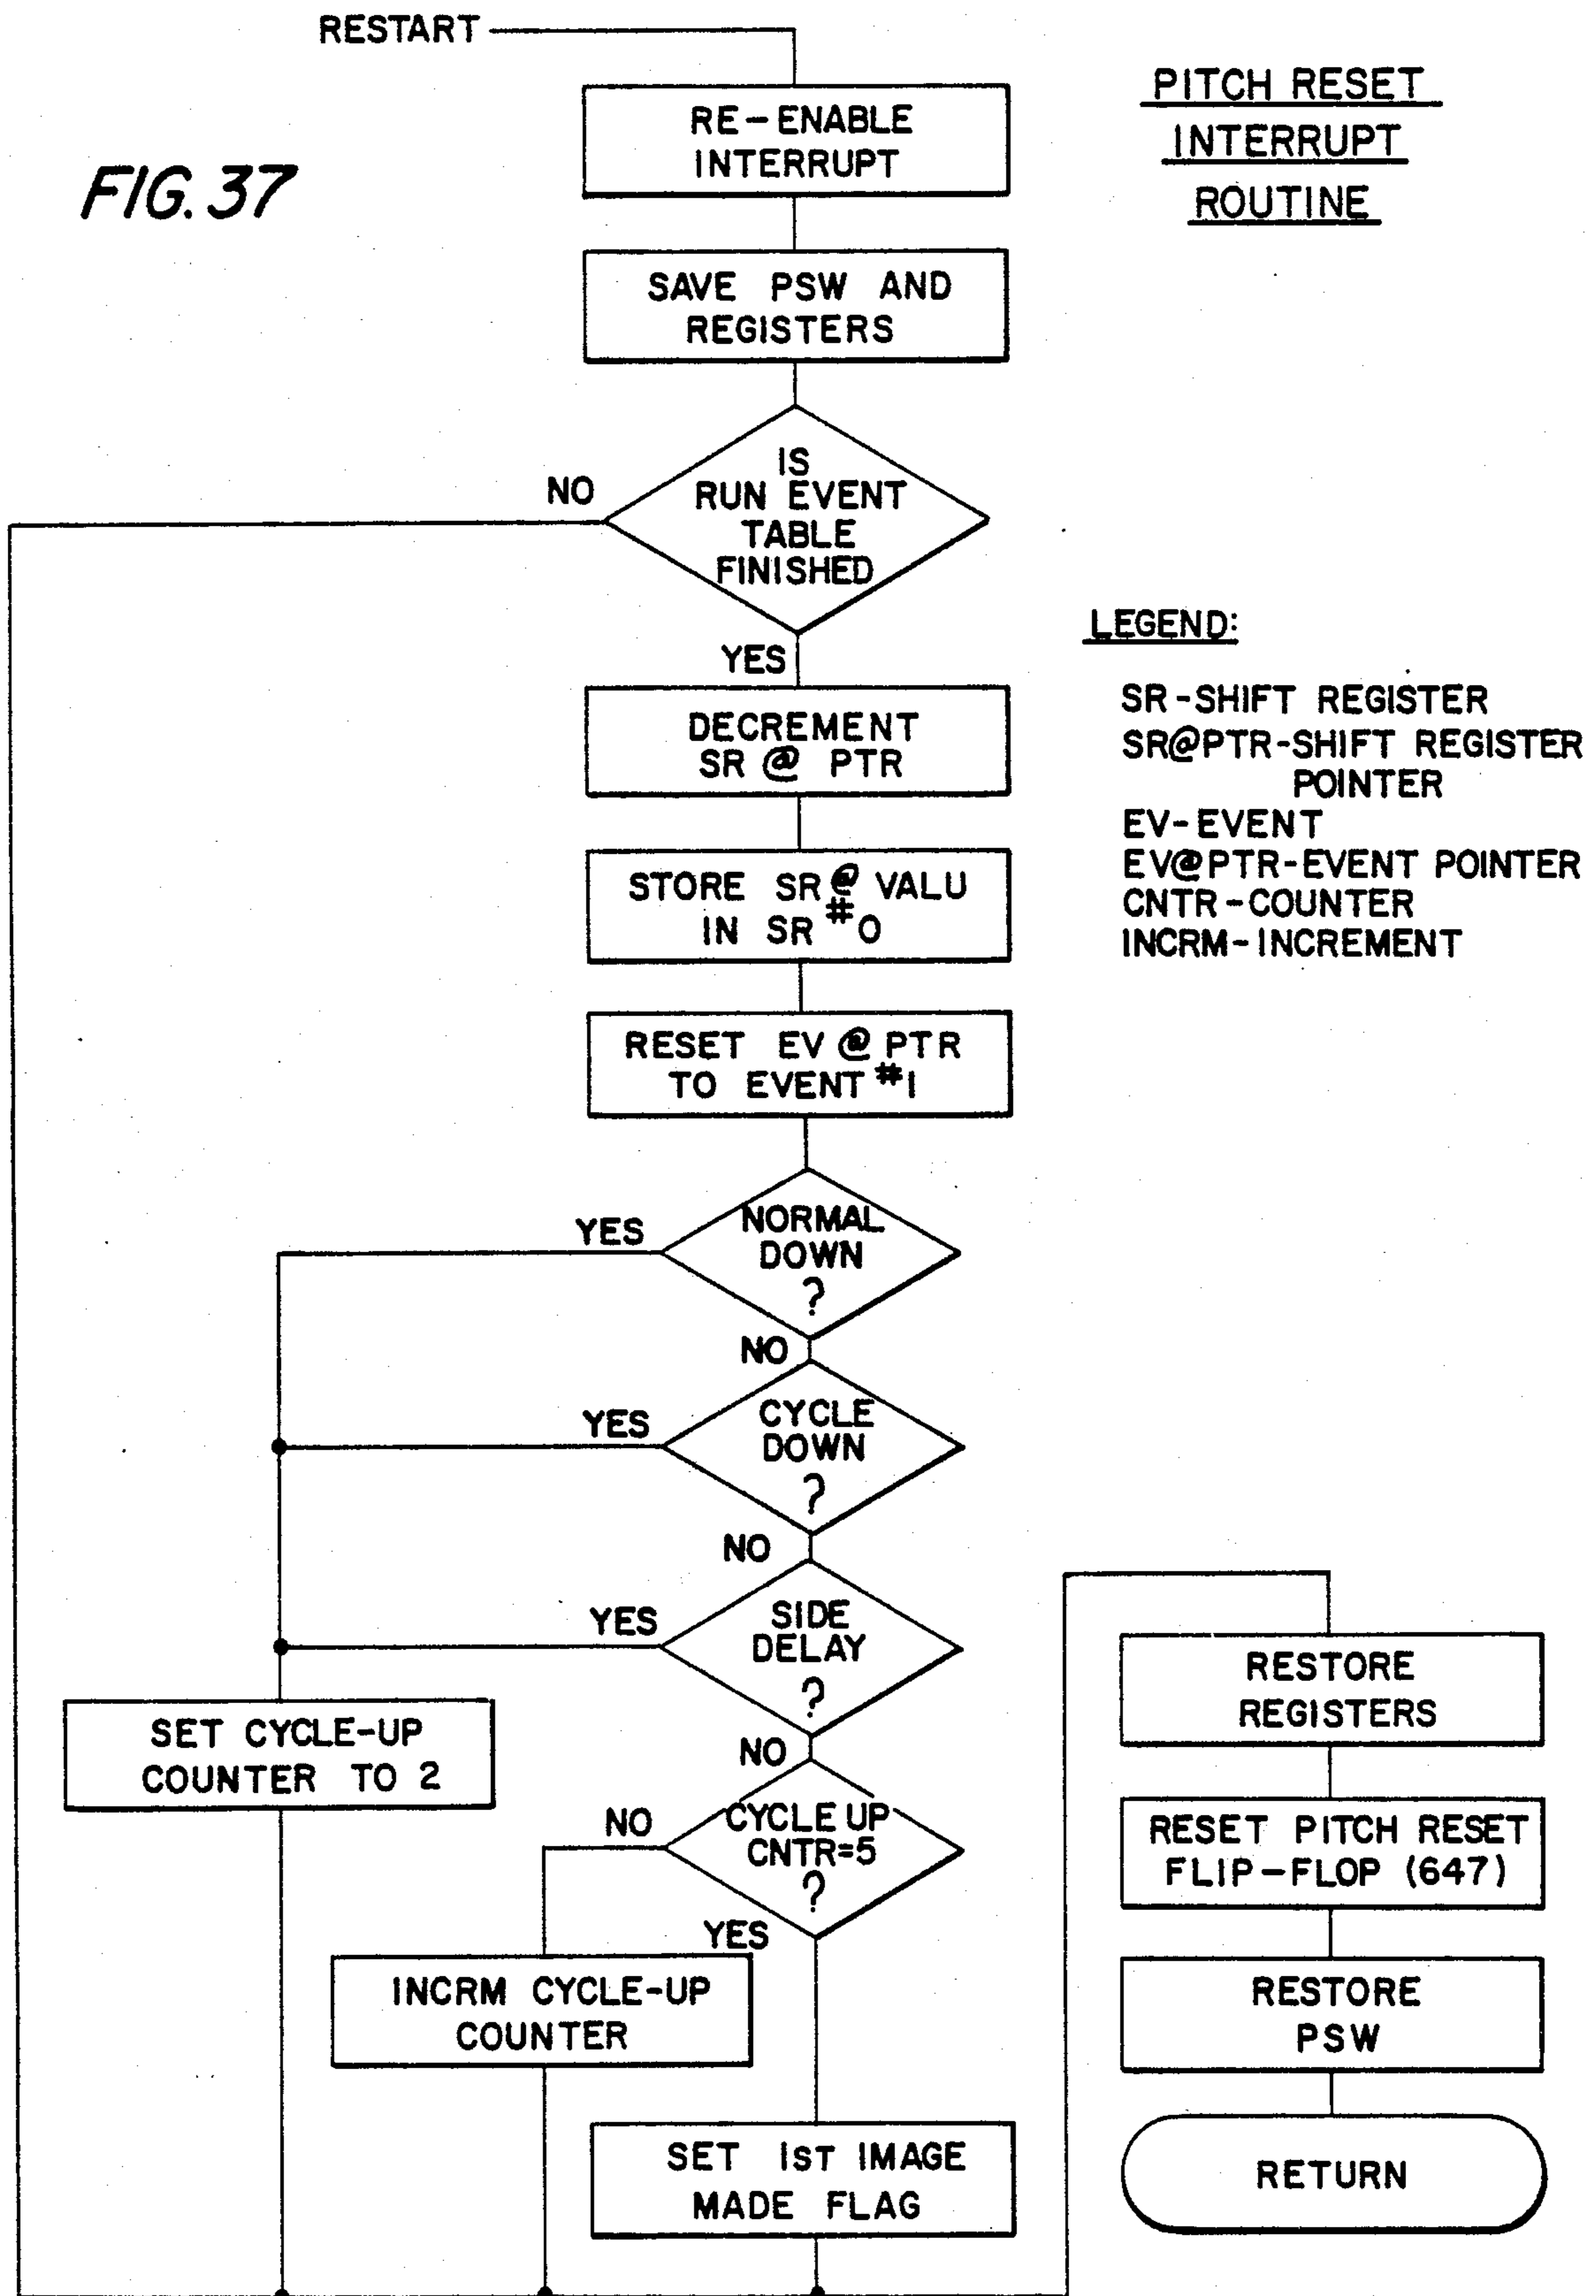 RESTART
PITCH RESET
INTERRUPT
ROUTINE
FIG. 37
RE-ENABLE
INTERRUPT
SAVE PSW AND
REGISTERS
IS
RUN EVENT
TABLE
FINISHED
NO
YES
LEGEND:
SR-SHIFT REGISTER
SR@PTR-SHIFT REGISTER
POINTER
EV-EVENT
EV@PTR-EVENT POINTER
CNTR-COUNTER
INCRM-INCREMENT
DECREMENT
SR @ PTR
STORE SR @ VALU
IN SR #0
RESET EV @ PTR
TO EVENT #1
NORMAL
DOWN
?
YES
NO
CYCLE
DOWN
?
YES
NO
SIDE
DELAY
?
YES
NO
SET CYCLE-UP
COUNTER TO 2
CYCLE UP
CNTR=5
?
NO
YES
INCRM CYCLE-UP
COUNTER
SET 1ST IMAGE
MADE FLAG
RESTORE
REGISTERS
RESET PITCH RESET
FLIP-FLOP (647)
RESTORE
PSW
RETURN